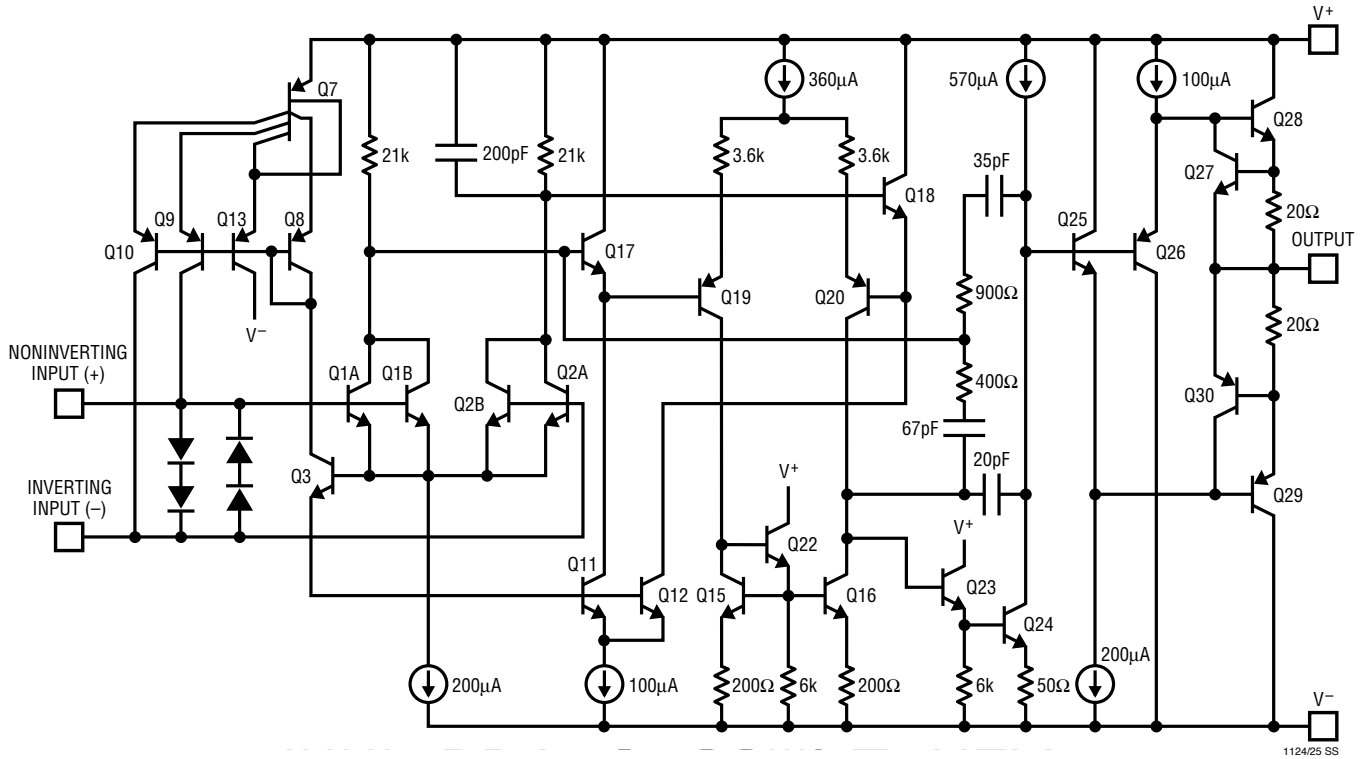 V+
Q7
360μA
570μA
100μA
Q28
21k
200pF
21k
3.6k
3.6k
35pF
Q27
Q18
20Ω
Q9
Q13
Q8
Q10
Q17
Q25
Q26
OUTPUT
Q19
Q20
900Ω
V−
20Ω
NONINVERTING
INPUT (+)
Q1A
Q1B
Q2B
Q2A
400Ω
Q30
67pF
20pF
Q3
V+
INVERTING
INPUT (–)
Q29
V+
Q22
Q11
Q12
Q15
Q16
Q23
Q24
200μA
200μA
100μA
200Ω
6k
200Ω
6k
50Ω
V−
1124/25 SS